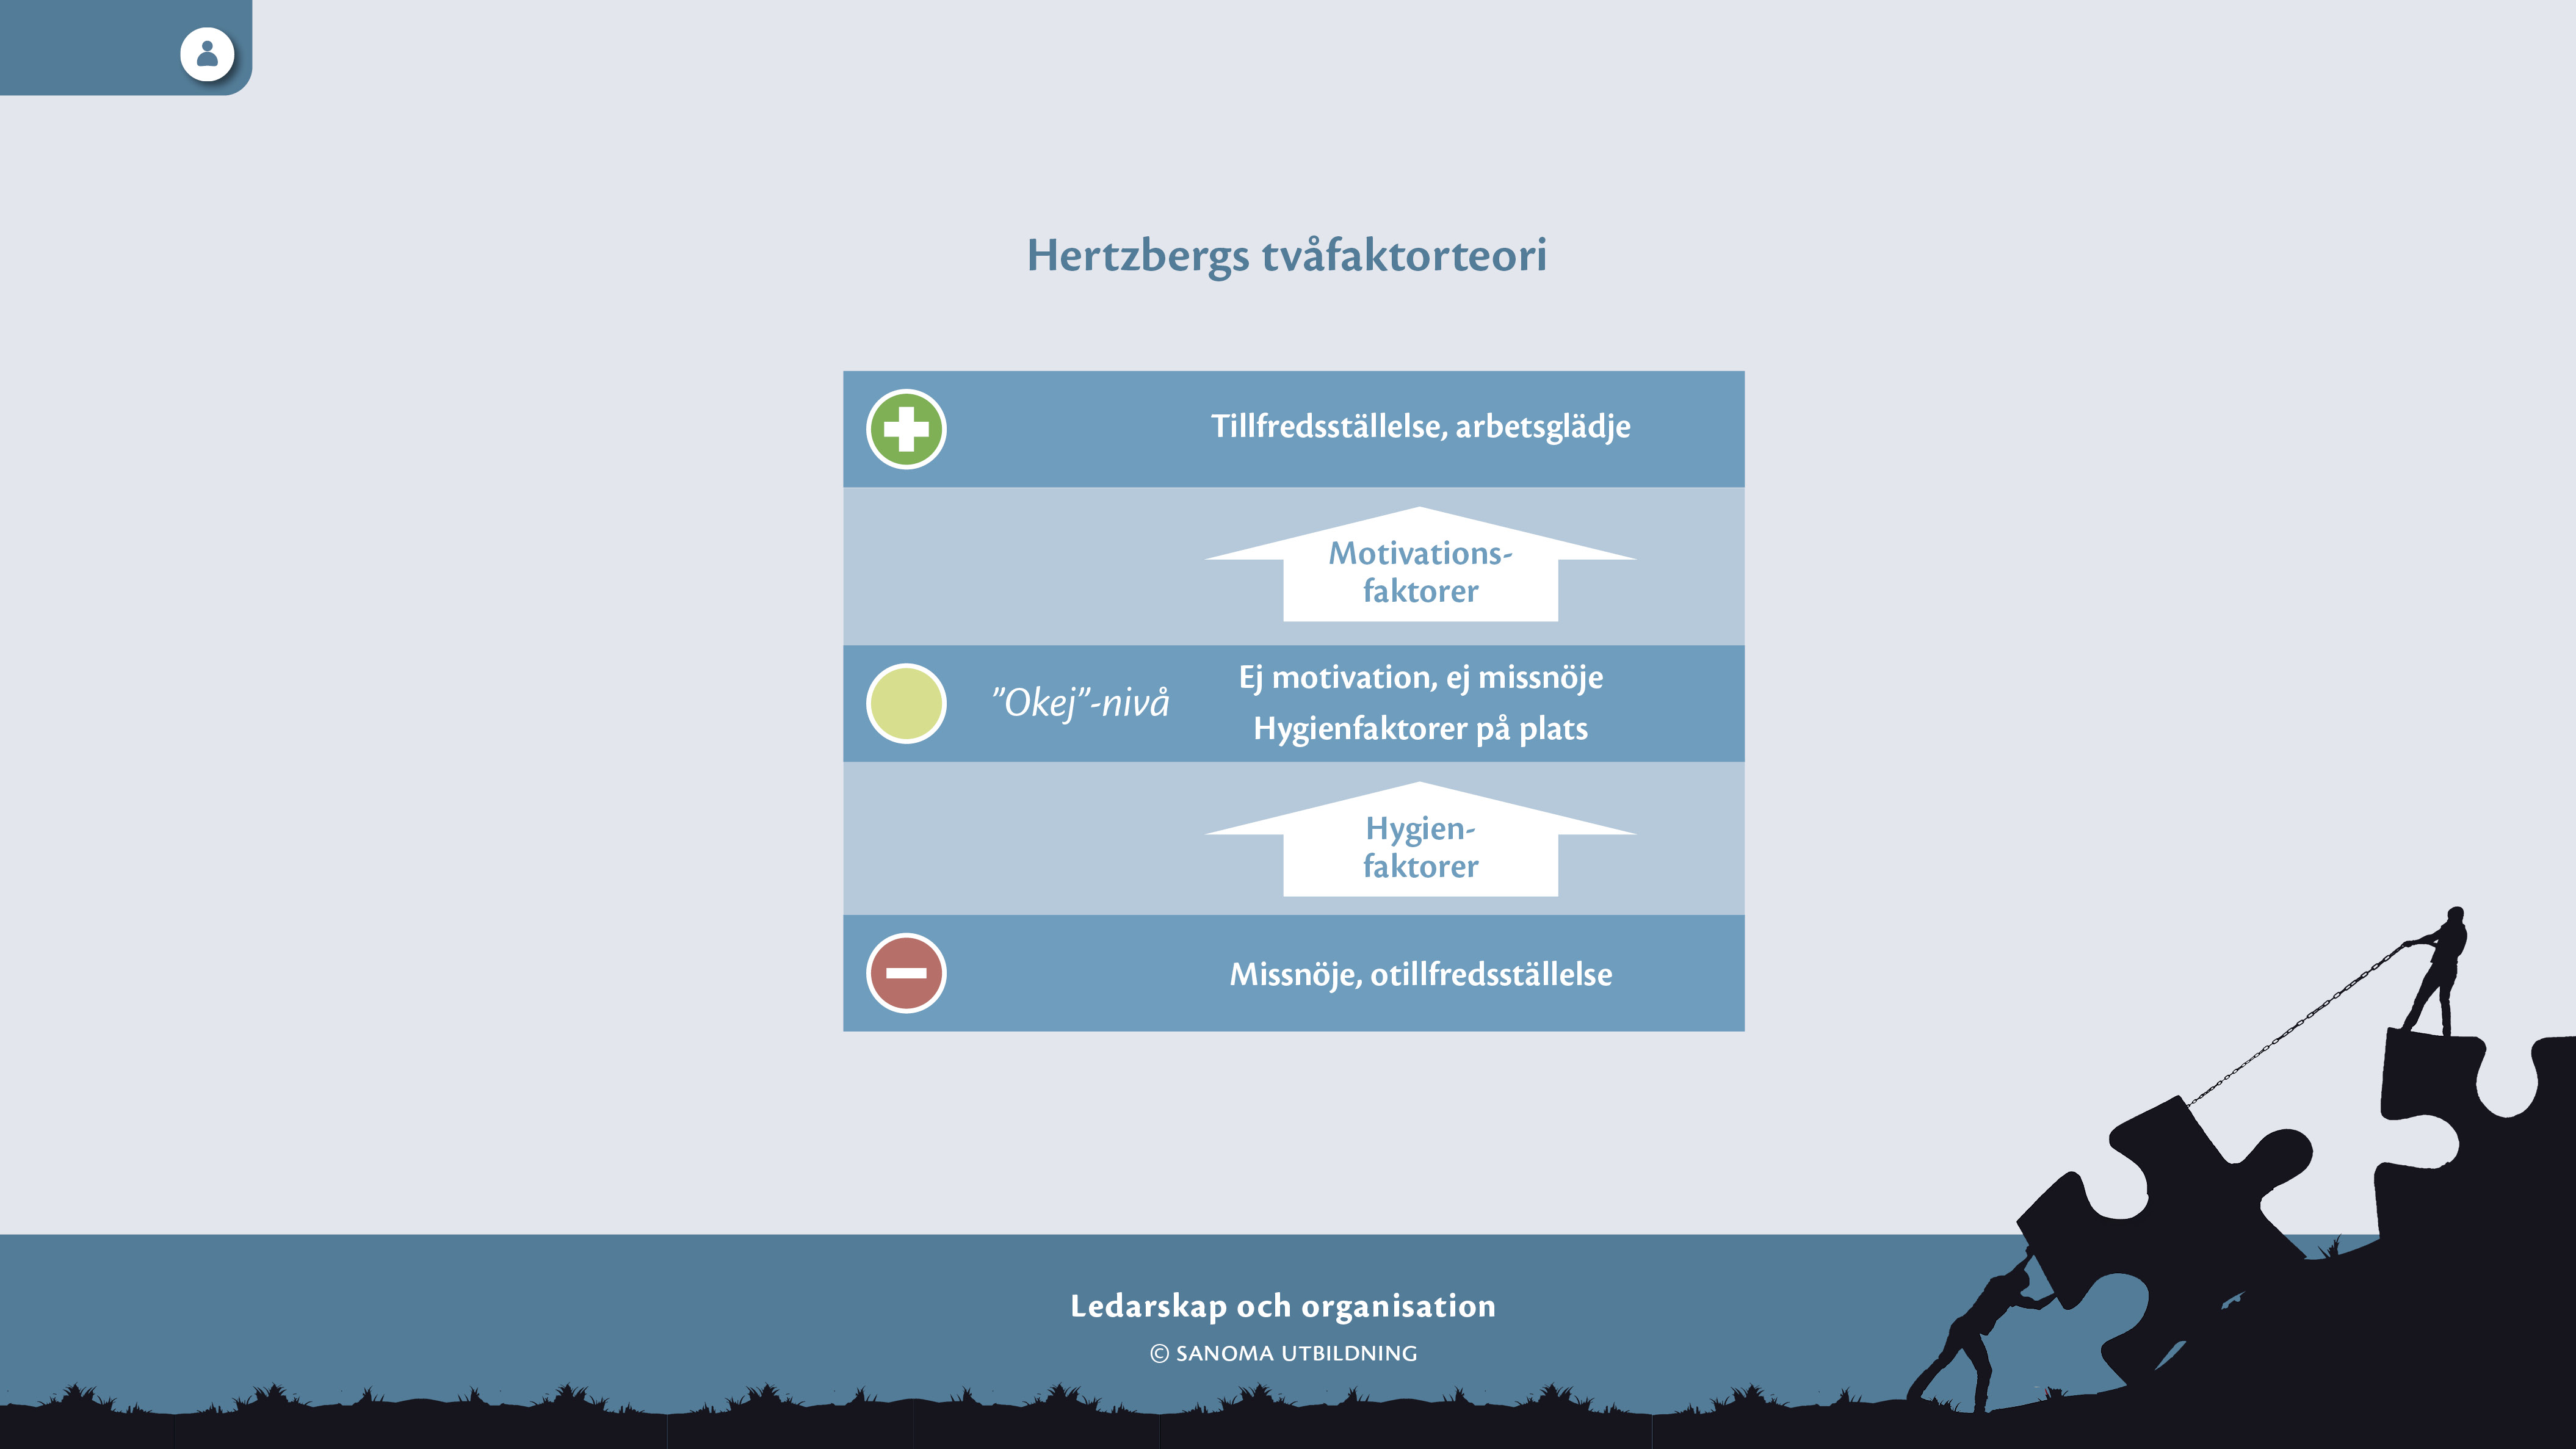 Hertzbergs tvåfaktorteori
Tillfredsställelse, arbetsglädje
Motivations-
faktorer
”Okej”-nivå
Ej motivation, ej missnöje
Hygienfaktorer på plats
Hygien-
faktorer
Missnöje, otillfredsställelse
Ledarskap och organisation
© SANOMA UTBILDNING